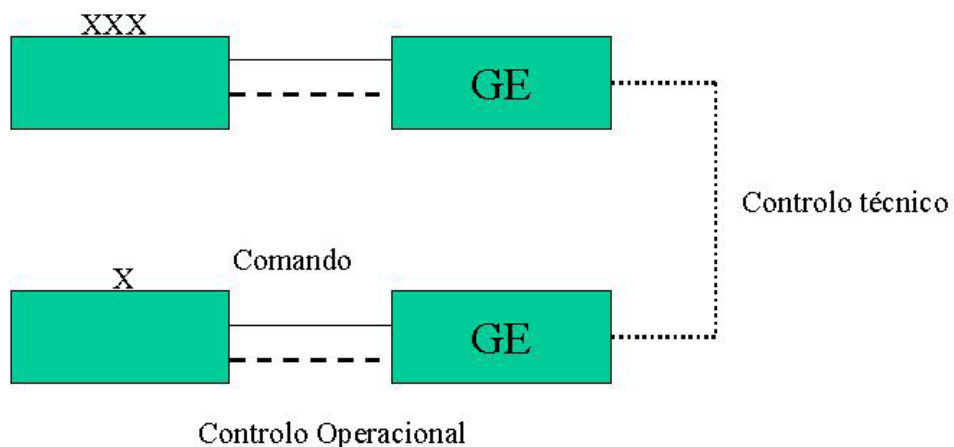 XXX
GE
Controlo técnico
Comando
X
GE
Controlo Operacional